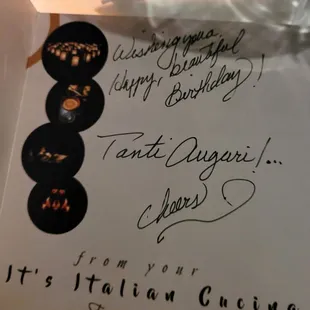 Wishing you a
Happy, beautiful
Birthday!
Tanti Auguri!...
Cheers
from your
It's Italian Cucina